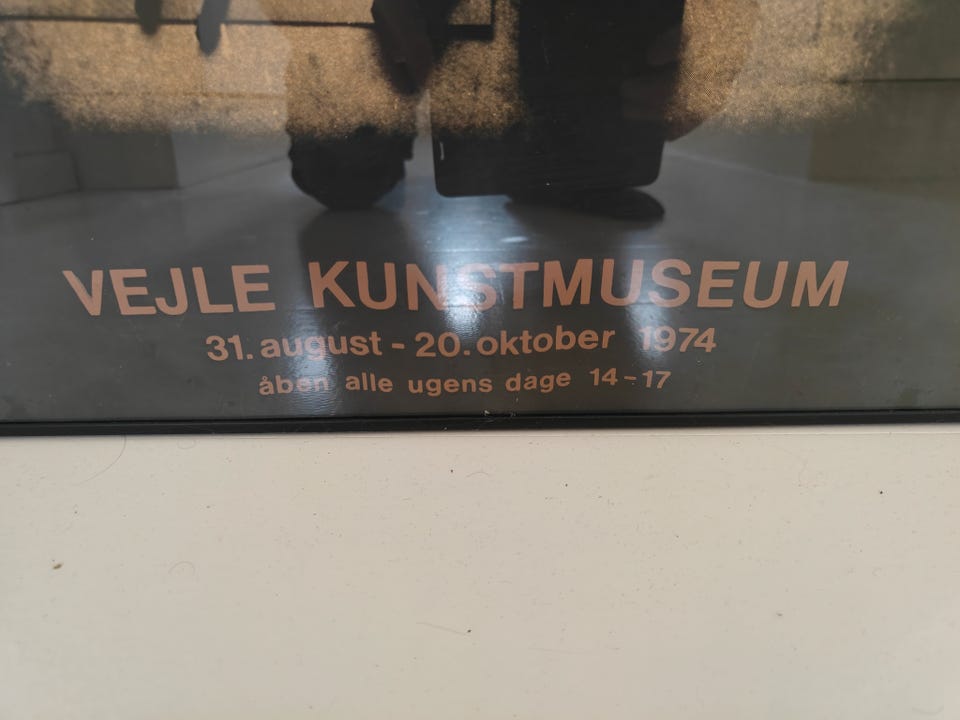 VEJLE KUNSTMUSEUM
31. august - 20. oktober 1974
åben alle ugens dage 14-17